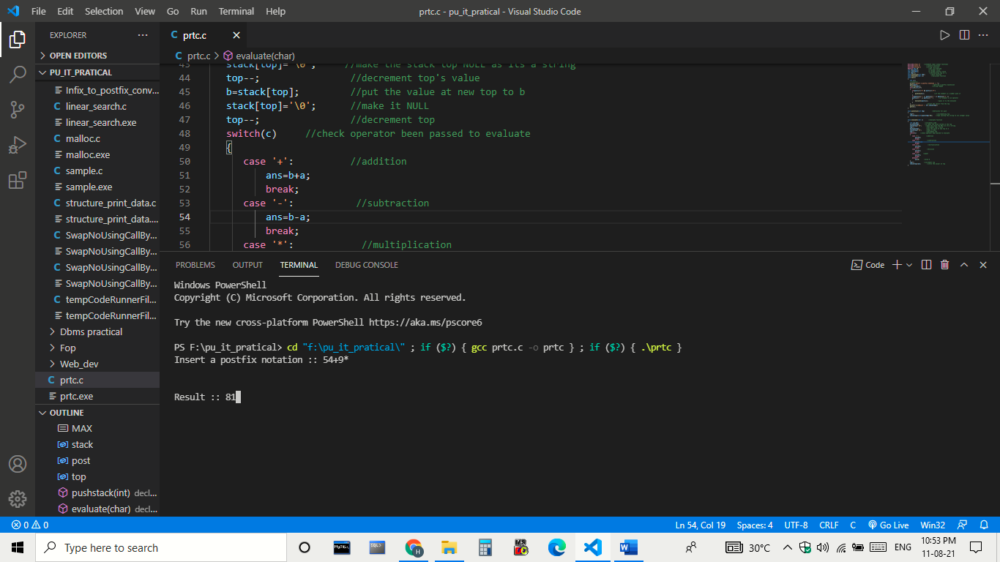 File Edit Selection View Go Run Terminal Help
prtc.c - pu_it_pratical - Visual Studio Code
EXPLORER
OPEN EDITORS
PU_IT_PRATICAL
Infix_to_postfix_conv...
C linear_search.c
linear_search.exe
C malloc.c
malloc.exe
C sample.c
sample.exe
C structure_print_data.c
structure_print_data....
C SwapNoUsingCallBy...
SwapNoUsingCallBy...
C SwapNoUsingCallBy...
SwapNoUsingCallBy...
C tempCodeRunnerFil...
tempCodeRunnerFil...
Dbms practical
Fop
Web_dev
C prtc.c
prtc.exe
OUTLINE
MAX
stack
post
top
pushstack(int) decl...
evaluate(char) decl...
C prtc.c
C prtc.c > evaluate(char)
43 stack[top]='\0'; //make the stack top NULL as its a string
44 top--; //decrement top's value
45 b=stack[top]; //put the value at new top to b
46 stack[top]='\0'; //make it NULL
47 top--; //decrement top
48 switch(c) //check operator been passed to evaluate
49 {
50 case '+': //addition
51 ans=b+a;
52 break;
53 case '-': //subtraction
54 ans=b-a;
55 break;
56 case '*': //multiplication
PROBLEMS OUTPUT TERMINAL DEBUG CONSOLE
Code
Windows PowerShell
Copyright (C) Microsoft Corporation. All rights reserved.
Try the new cross-platform PowerShell https://aka.ms/pscore6
PS F:\pu_it_pratical> cd "f:\pu_it_pratical\" ; if ($?) { gcc prtc.c -o prtc } ; if ($?) { .\prtc }
Insert a postfix notation :: 54+9*
Result :: 81
0 0
Ln 54, Col 19 Spaces: 4 UTF-8 CRLF C Go Live Win32
Type here to search
30°C
ENG
10:53 PM
11-08-21